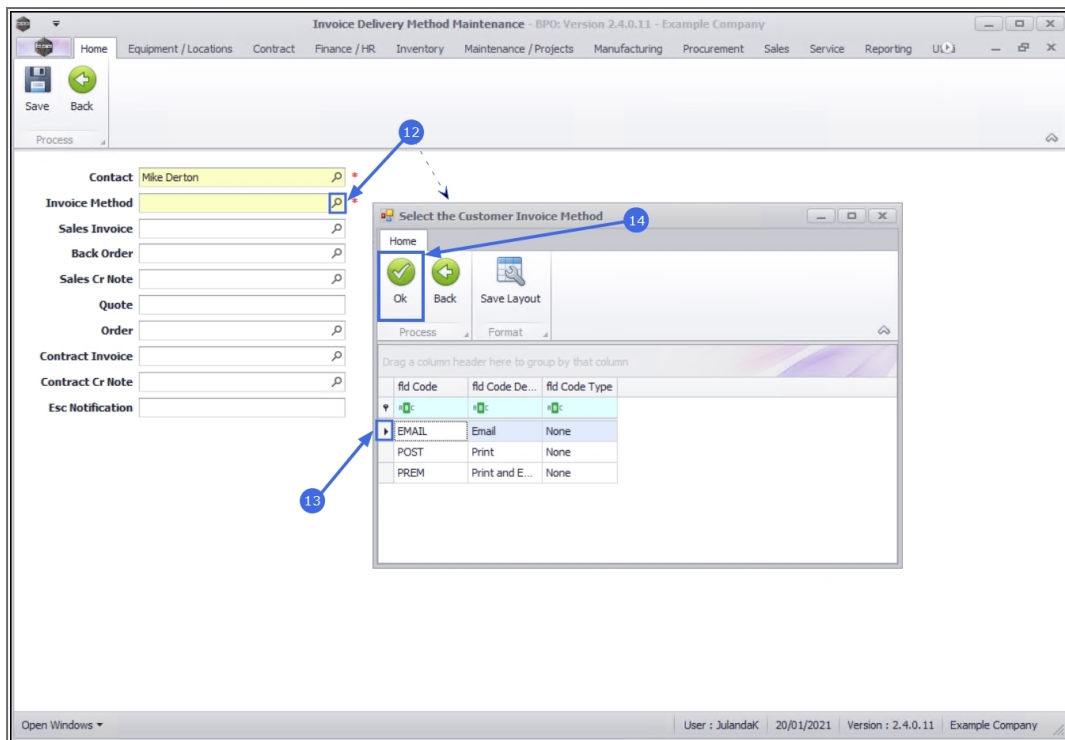 Invoice Delivery Method Maintenance - BPO: Version 2.4.0.11 - Example Company
Home Equipment / Locations Contract Finance / HR Inventory Maintenance / Projects Manufacturing Procurement Sales Service Reporting
Save Back
Process
12
Contact Mike Derton *
Invoice Method *
Sales Invoice
Back Order
Sales Cr Note
Quote
Order
Contract Invoice
Contract Cr Note
Esc Notification
Select the Customer Invoice Method
14
Home
Ok Back Save Layout
Process Format
Drag a column header here to group by that column
fld Code fld Code De... fld Code Type
EMAIL Email None
POST Print None
PREM Print and E... None
13
Open Windows User : JulandaK 20/01/2021 Version : 2.4.0.11 Example Company